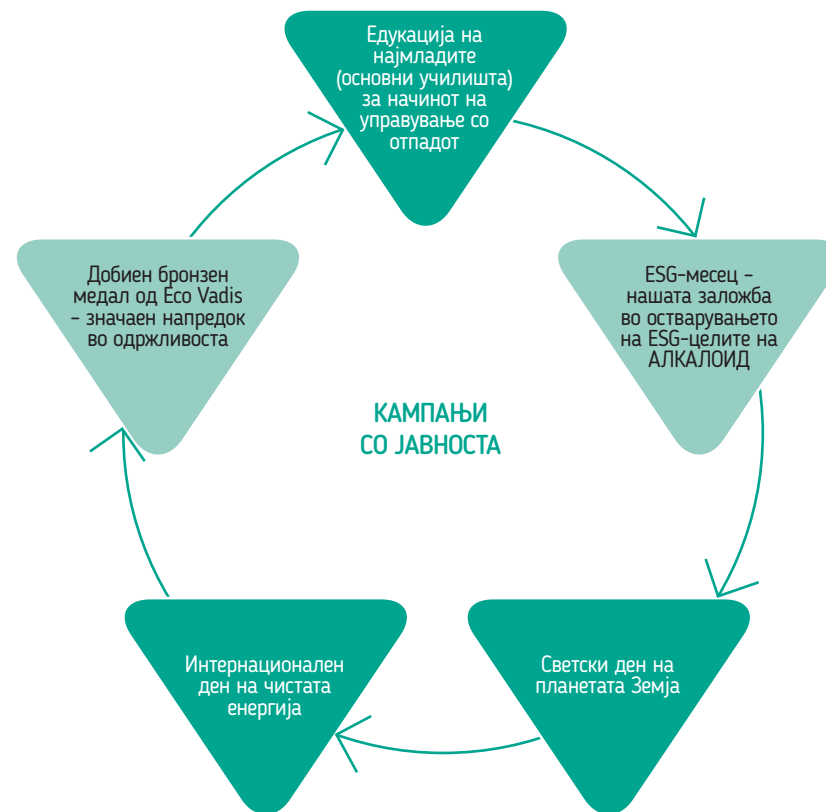 Едукација на
најмладите
(основни училишта)
за начинот на
управување со
отпадот
ESG-месец –
нашата заложба
во остварувањето
на ESG-целите на
АЛКАЛОИД
Светски ден на
планетата Земја
Интернационален
ден на чистата
енергија
Добиен бронзен
медал од Eco Vadis
– значаен напредок
во одржливоста
КАМПАЊИ
СО ЈАВНОСТА